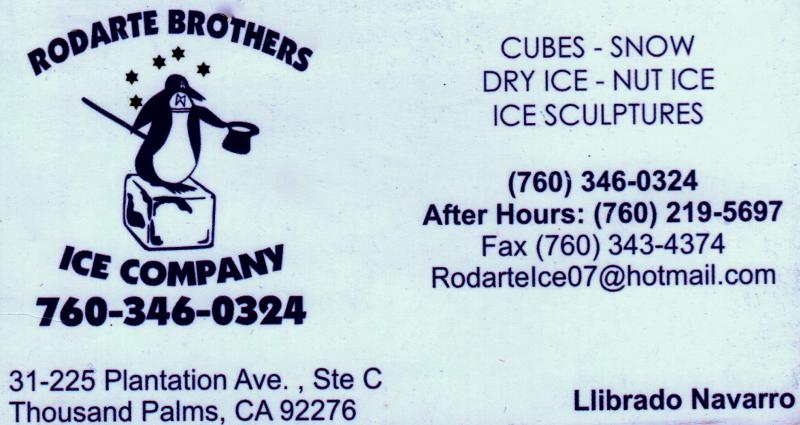 RODARTE BROTHERS
ICE COMPANY
760-346-0324
31-225 Plantation Ave. , Ste C
Thousand Palms, CA 92276
CUBES - SNOW
DRY ICE - NUT ICE
ICE SCULPTURES
(760) 346-0324
After Hours: (760) 219-5697
Fax (760) 343-4374
RodarteIce07@hotmail.com
Llibrado Navarro